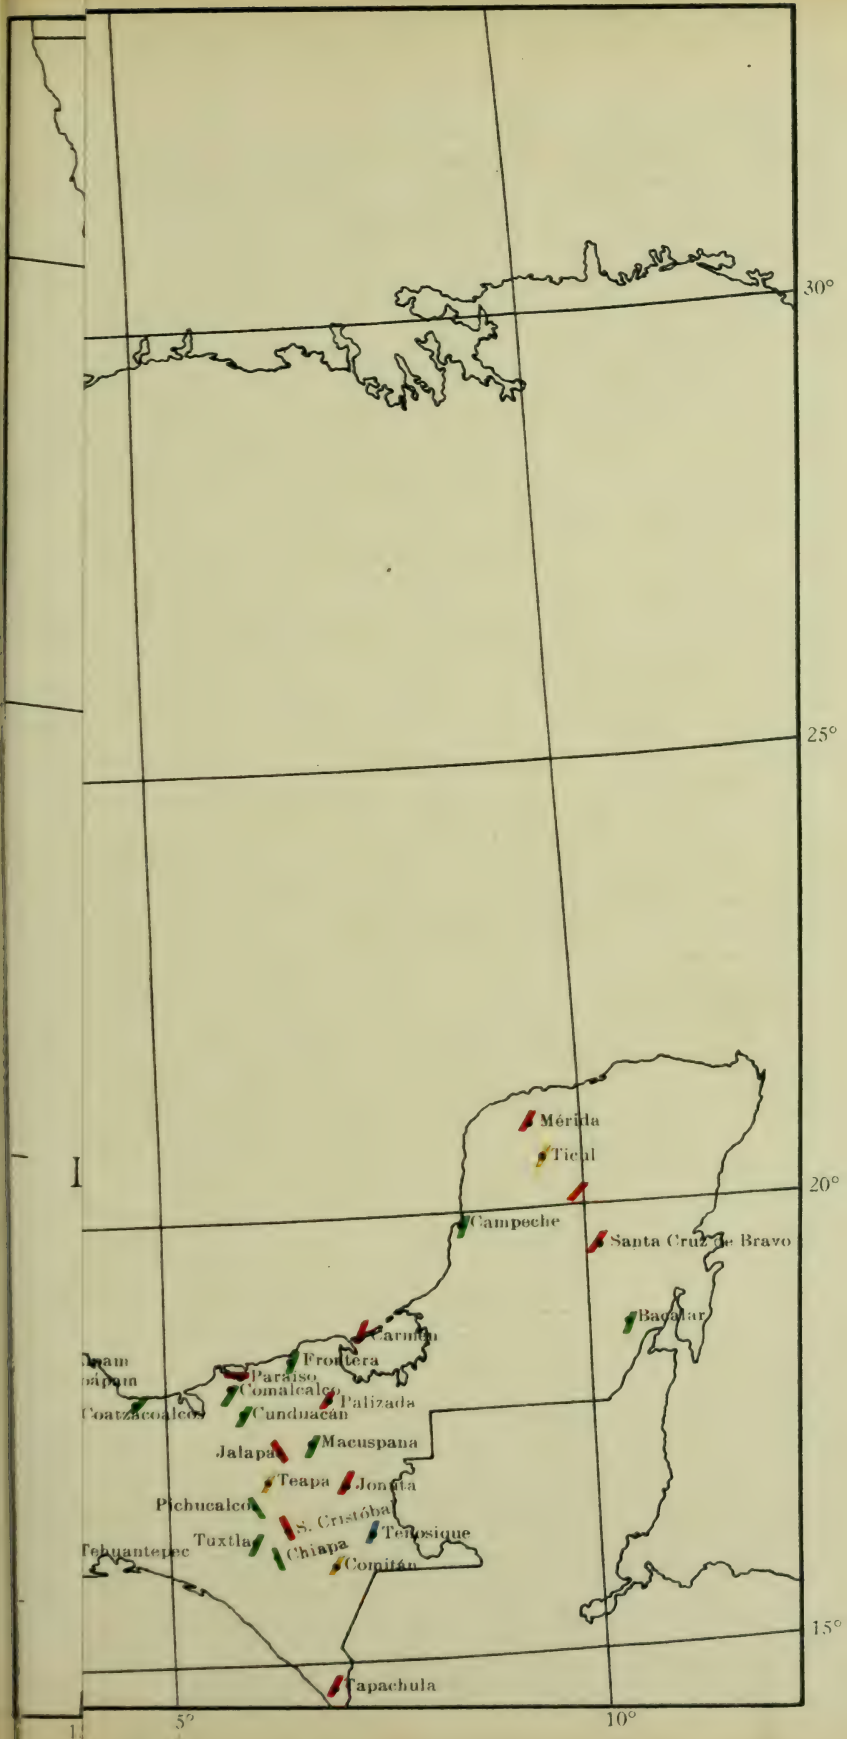 30°
25°
Mérida
Ticul
20°
Campeche
Santa Cruz de Bravo
Bacalar
Carmen
Frontera
Paraiso
Comalcalco
Palizada
Coatzacoalcos
Cunduacán
Macuspana
Jalapa
Teapa
Jonuta
Pichucalco
S. Cristóbal
Tenosique
Tuxtla
Chiapa
Tehuantepec
Comitán
15°
Tapachula
5°
10°